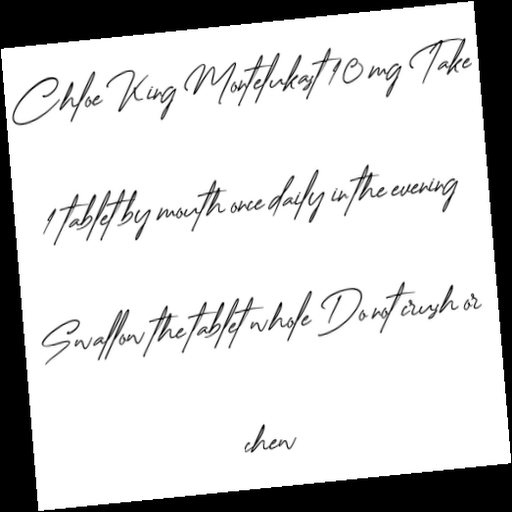 Chloe King Montelukast 10 mg Take
1 tablet by mouth once daily in the evening
Swallow the tablet whole Do not crush or
chew